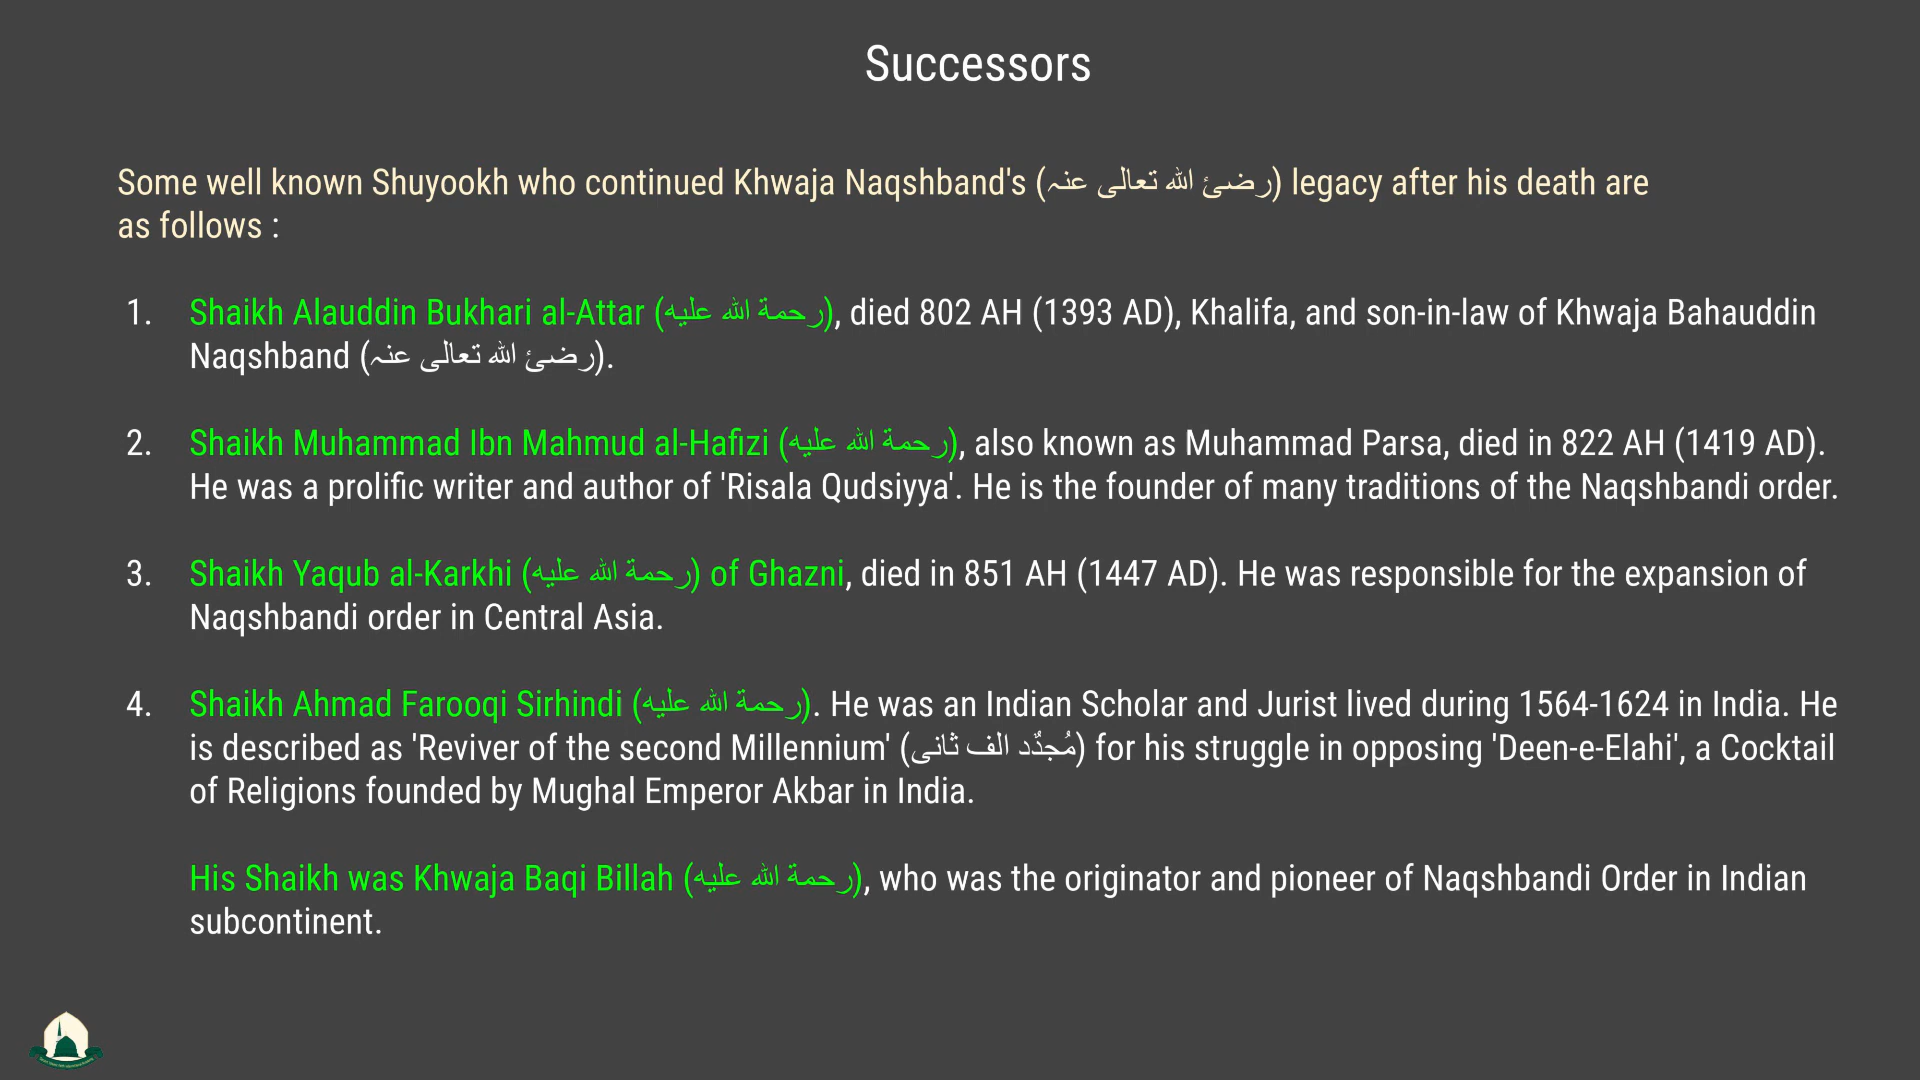 Successors
Some well known Shuyookh who continued Khwaja Naqshband's (رضئ الله تعالى عنہ) legacy after his death are
as follows :
1. Shaikh Alauddin Bukhari al-Attar (رحمة الله عليه), died 802 AH (1393 AD), Khalifa, and son-in-law of Khwaja Bahauddin
Naqshband (رضئ الله تعالى عنہ).
2. Shaikh Muhammad Ibn Mahmud al-Hafizi (رحمة الله عليه), also known as Muhammad Parsa, died in 822 AH (1419 AD).
He was a prolific writer and author of 'Risala Qudsiyya'. He is the founder of many traditions of the Naqshbandi order.
3. Shaikh Yaqub al-Karkhi (رحمة الله عليه) of Ghazni, died in 851 AH (1447 AD). He was responsible for the expansion of
Naqshbandi order in Central Asia.
4. Shaikh Ahmad Farooqi Sirhindi (رحمة الله عليه). He was an Indian Scholar and Jurist lived during 1564-1624 in India. He
is described as 'Reviver of the second Millennium' (مُجدٌد الف ثانى) for his struggle in opposing 'Deen-e-Elahi', a Cocktail
of Religions founded by Mughal Emperor Akbar in India.
His Shaikh was Khwaja Baqi Billah (رحمة الله عليه), who was the originator and pioneer of Naqshbandi Order in Indian
subcontinent.